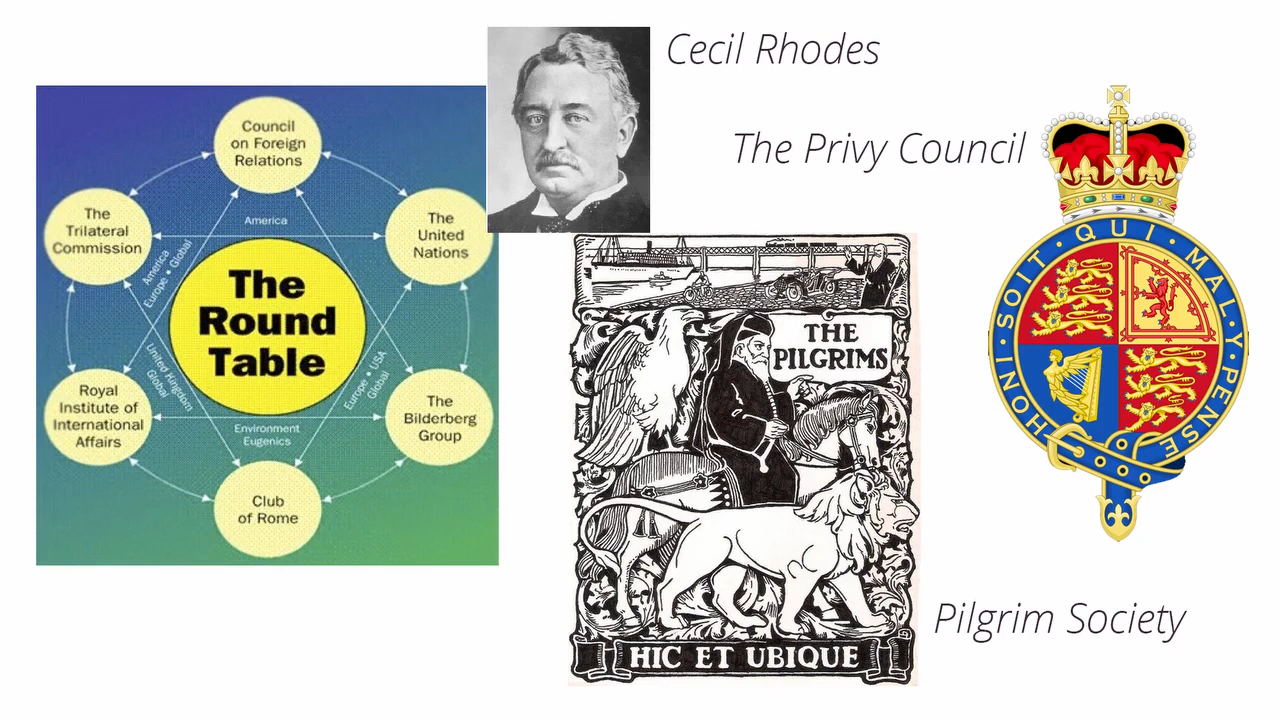 Cecil Rhodes
The Privy Council
Council
on Foreign
Relations
The
Trilateral
Commission
America
The
United
Nations
America
Europe • Global
The
Round
Table
United Kingdom
Global
Europe • USA
Global
Royal
Institute of
International
Affairs
Environment
Eugenics
The
Bilderberg
Group
Club
of Rome
THE
PILGRIMS
HIC ET UBIQUE
HONI·SOIT·QUI·MAL·Y·PENSE
Pilgrim Society